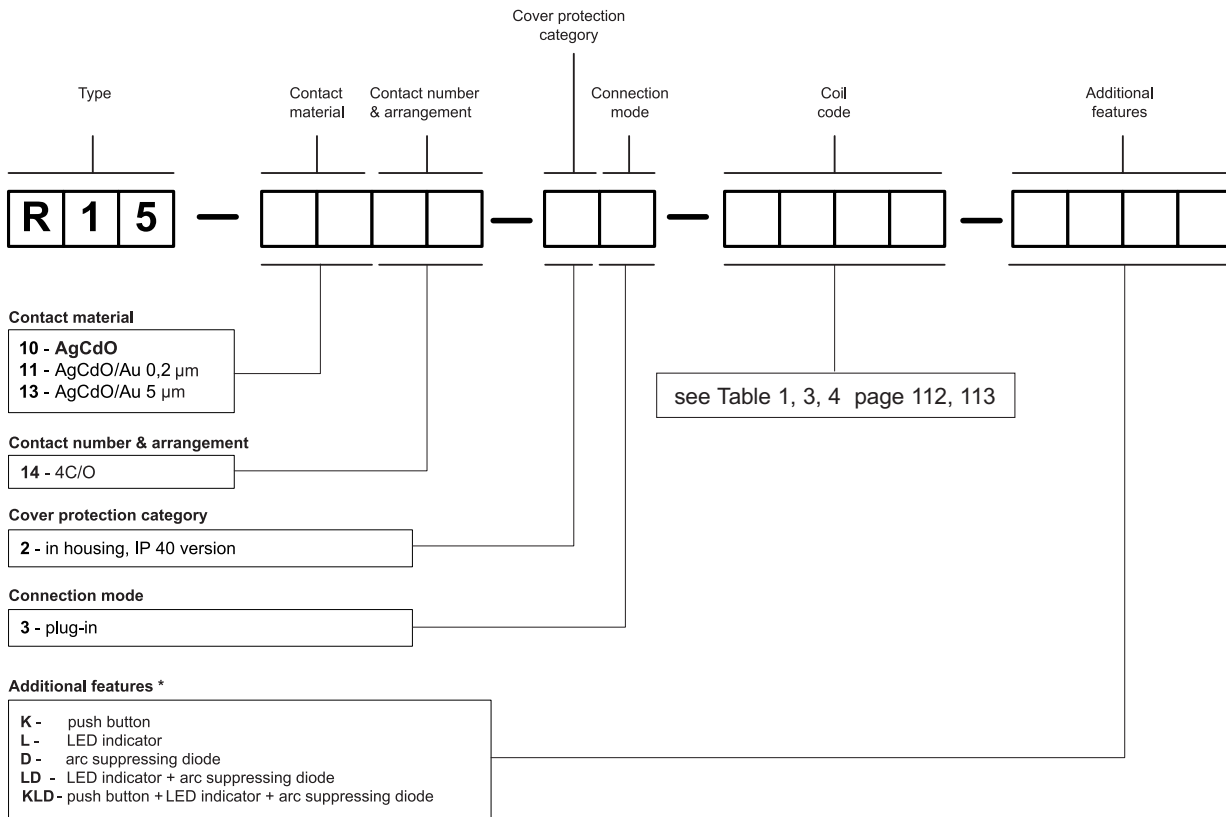 Cover protection
category
Type
Contact
material
Contact number
& arrangement
Connection
mode
Coil
code
Additional
features
R 1 5 — — — —
Contact material
10 - AgCdO
11 - AgCdO/Au 0,2 µm
13 - AgCdO/Au 5 µm
see Table 1, 3, 4 page 112, 113
Contact number & arrangement
14 - 4C/O
Cover protection category
2 - in housing, IP 40 version
Connection mode
3 - plug-in
Additional features *
K - push button
L - LED indicator
D - arc suppressing diode
LD - LED indicator + arc suppressing diode
KLD - push button + LED indicator + arc suppressing diode